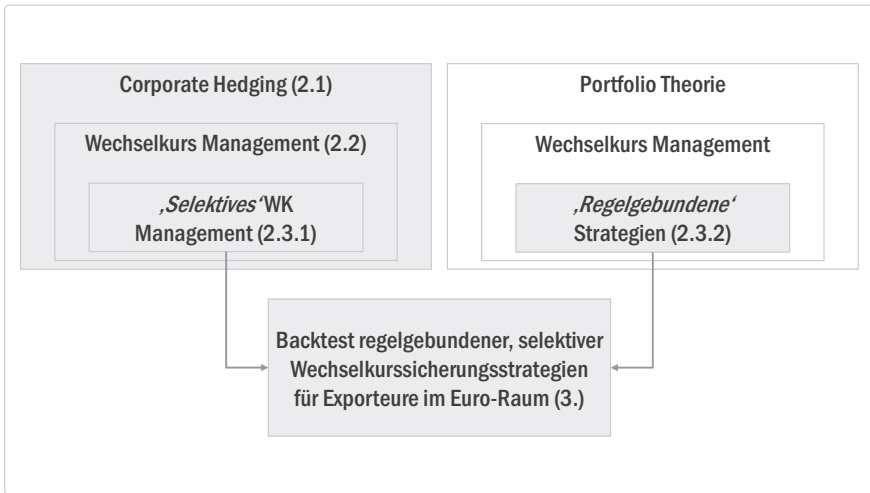 Corporate Hedging (2.1)
Wechselkurs Management (2.2)
‚Selektives‘ WK
Management (2.3.1)
Portfolio Theorie
Wechselkurs Management
‚Regelgebundene‘
Strategien (2.3.2)
Backtest regelgebundener, selektiver
Wechselkurssicherungsstrategien
für Exporteure im Euro-Raum (3.)